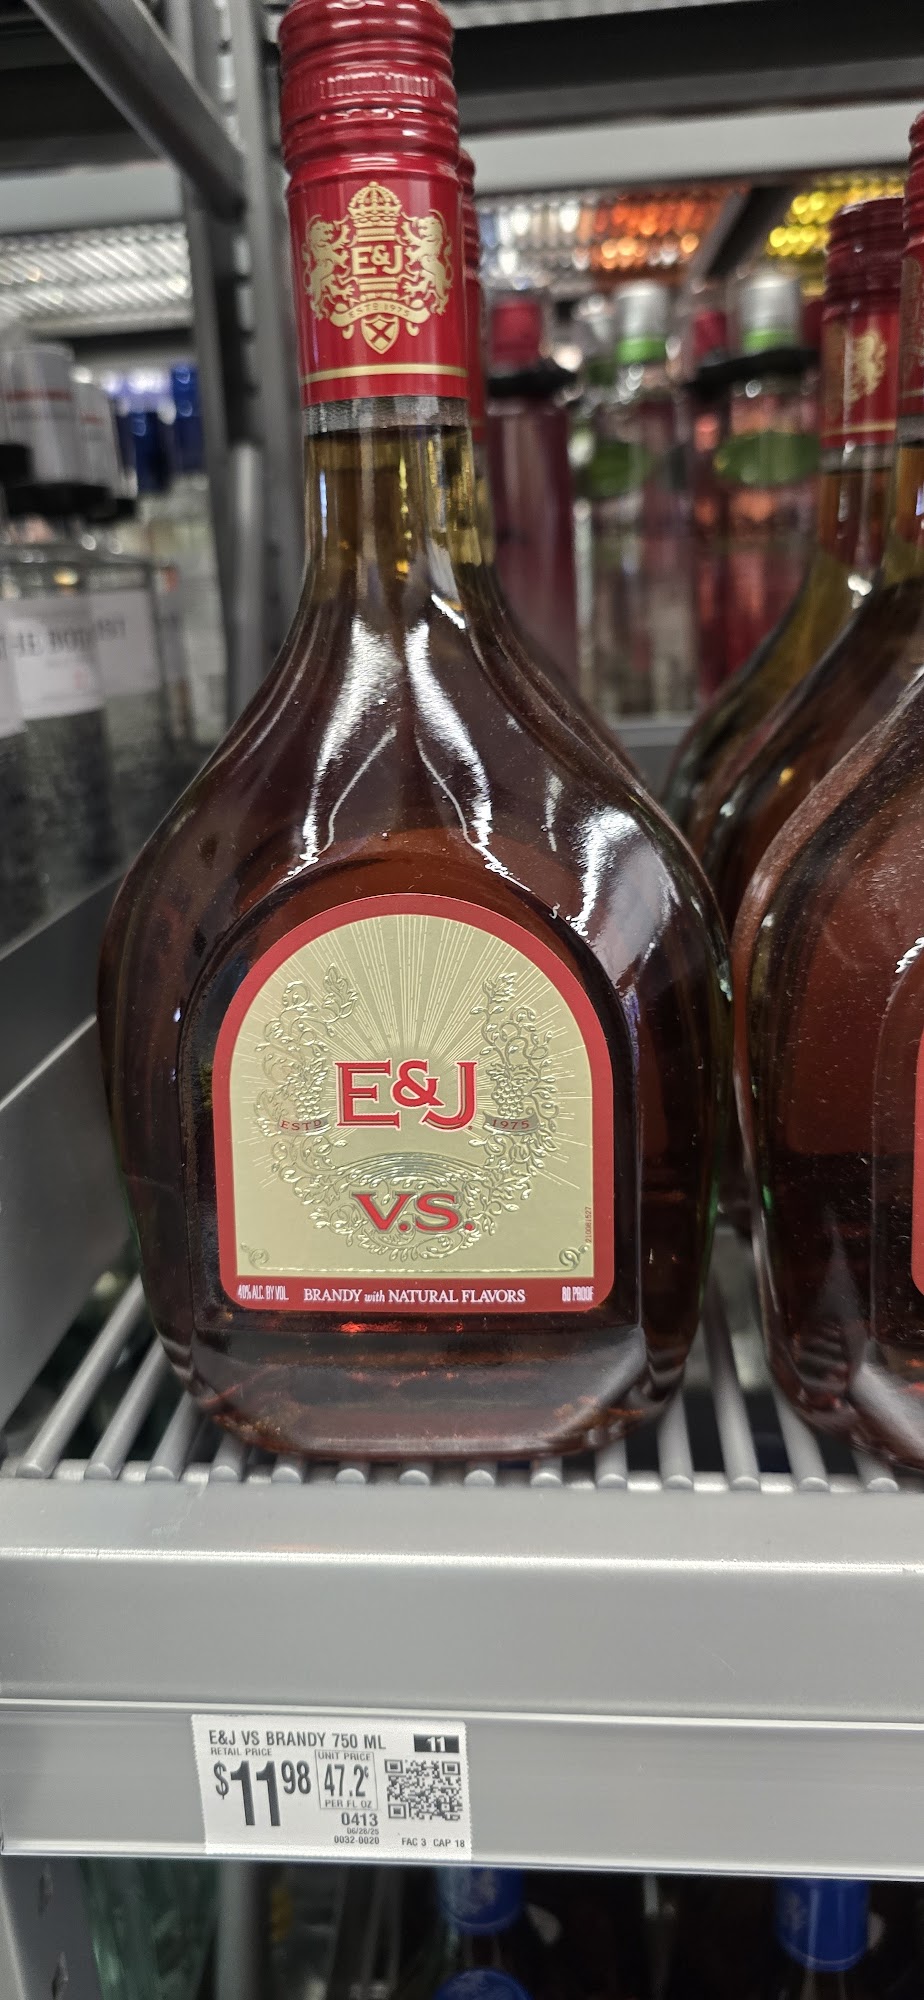 E&J
ESTD 1975
E&J
ESTD 1975
V.S.
210081527
40% ALC. BY VOL. BRANDY with NATURAL FLAVORS 80 PROOF
E&J VS BRANDY 750 ML 11
RETAIL PRICE UNIT PRICE
$11.98 47.2¢
PER FL OZ
0413
06/28/25
0032-0020 FAC 3 CAP 18